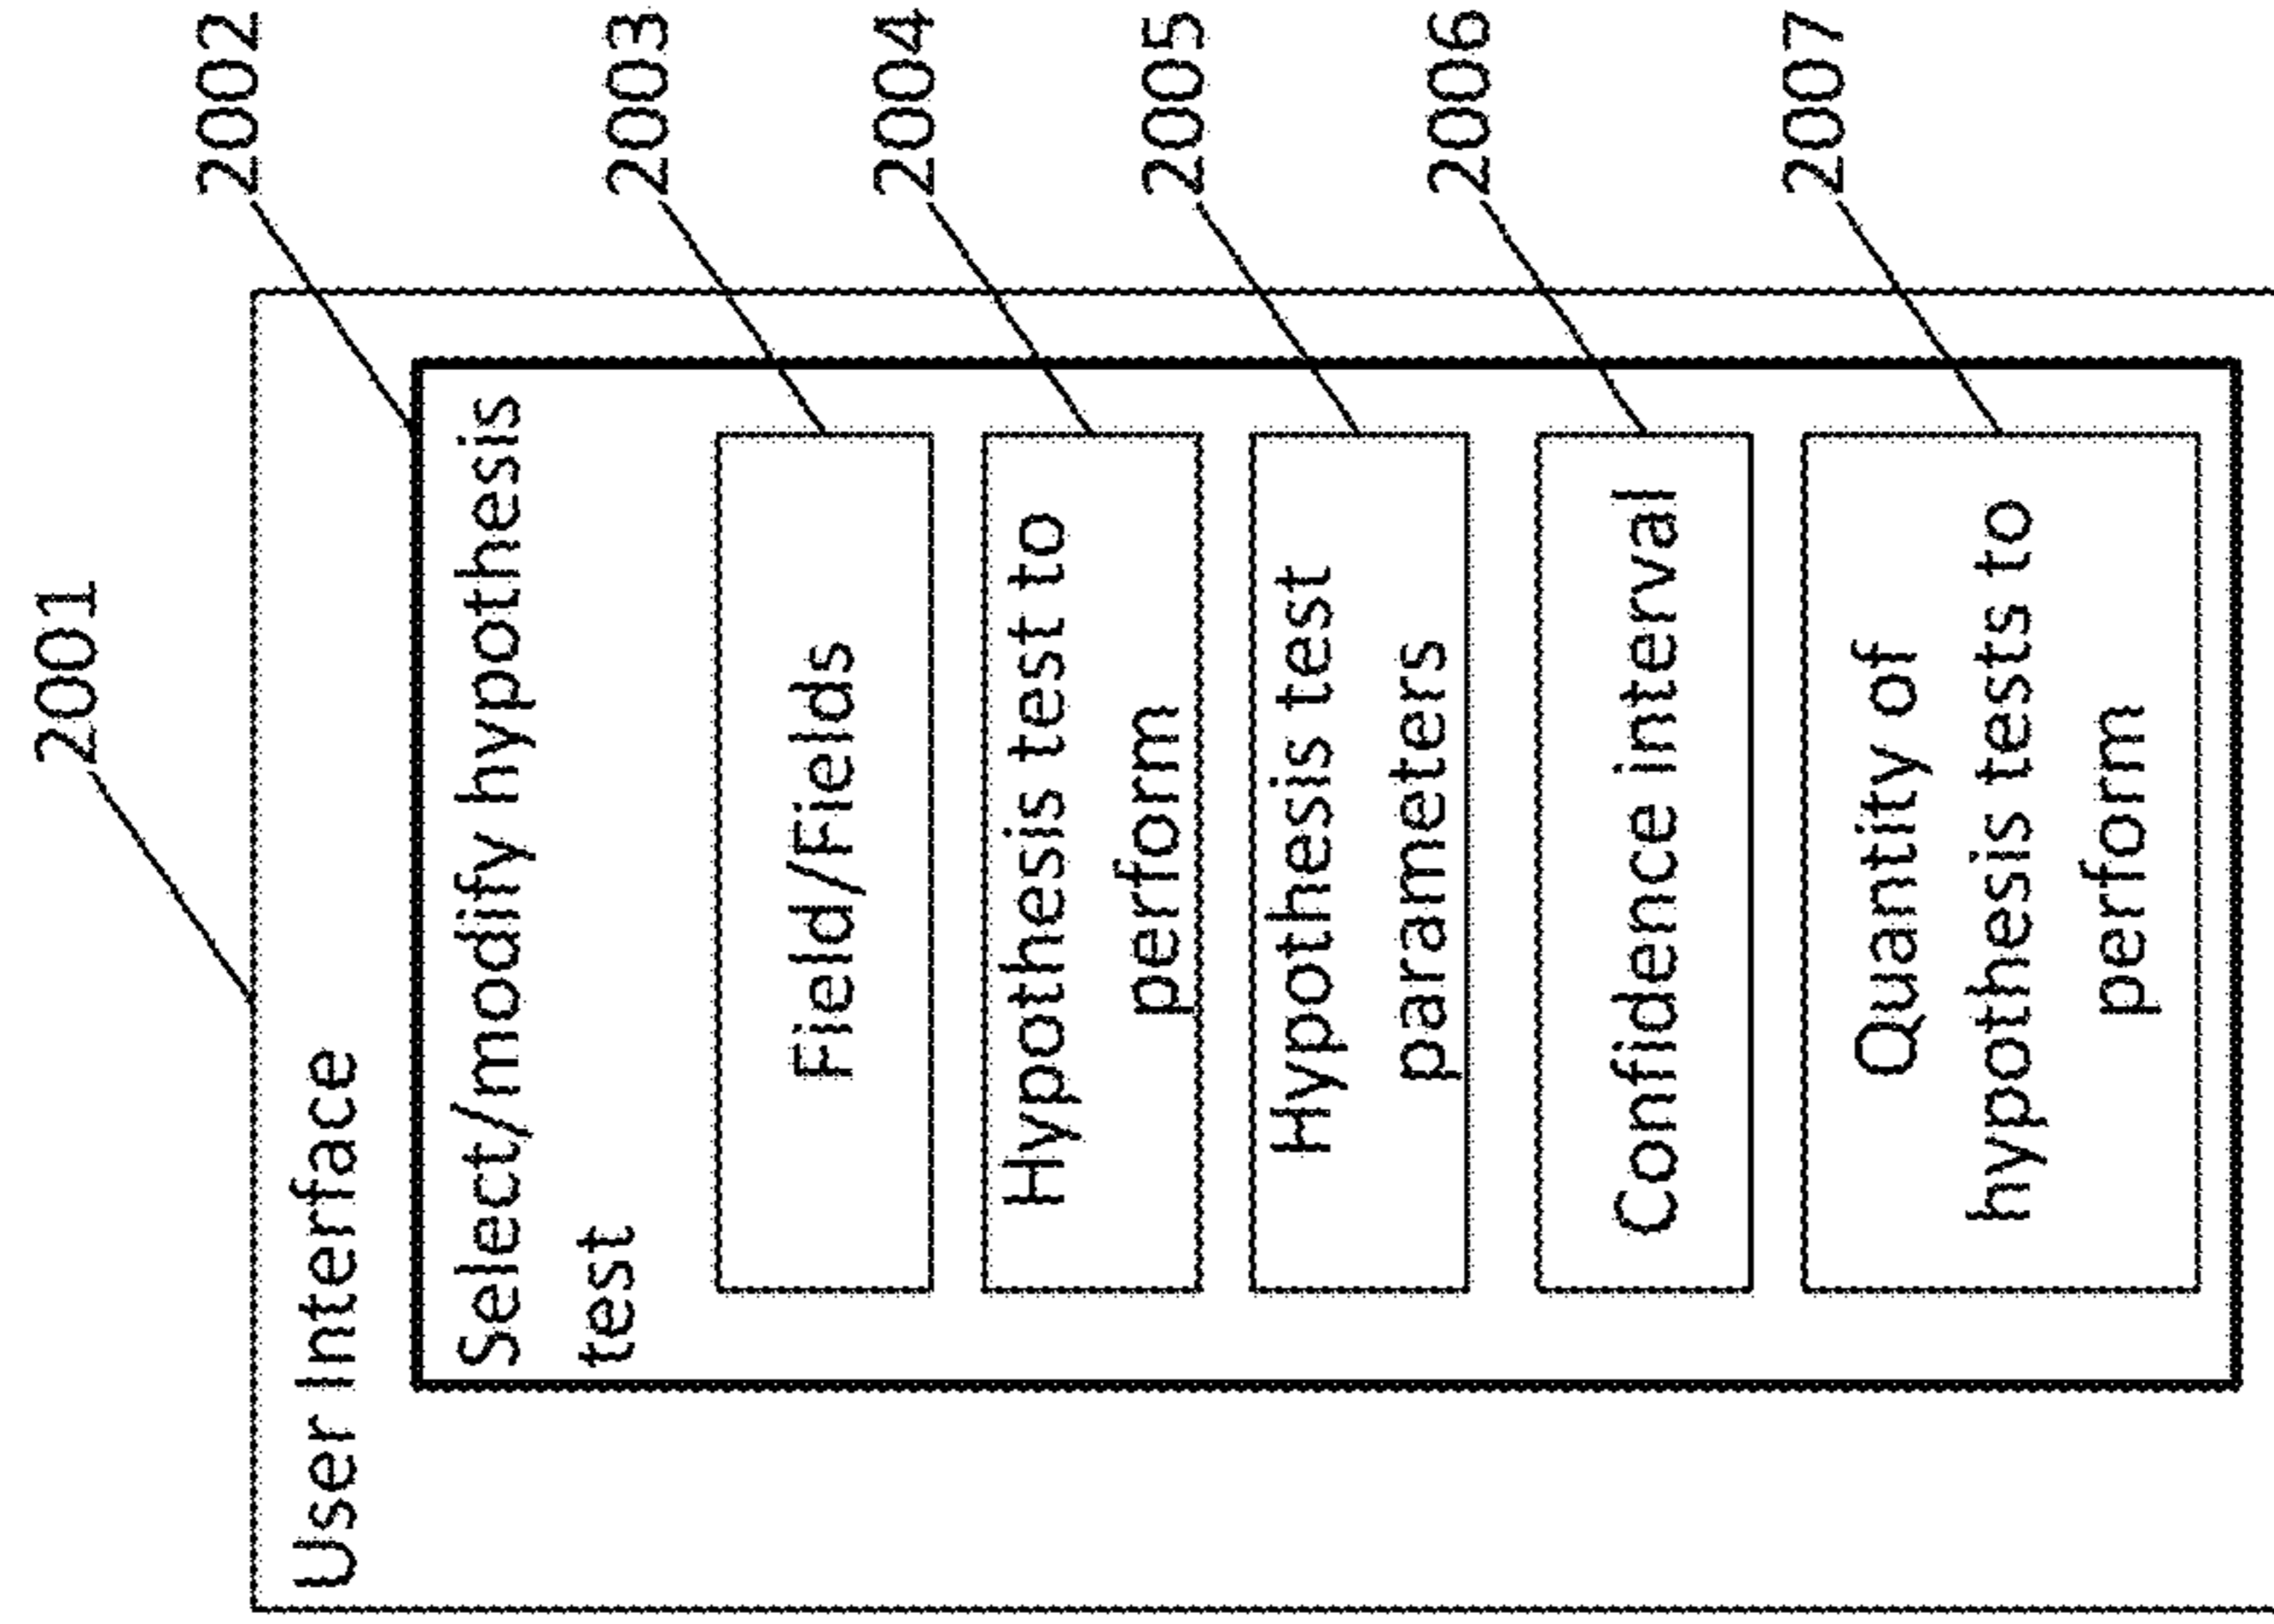 2001
User Interface
2002
Select/modify hypothesis
test
2003
Field/Fields
2004
Hypothesis test to
perform
2005
Hypothesis test
parameters
2006
Confidence interval
2007
Quantity of
hypothesis tests to
perform